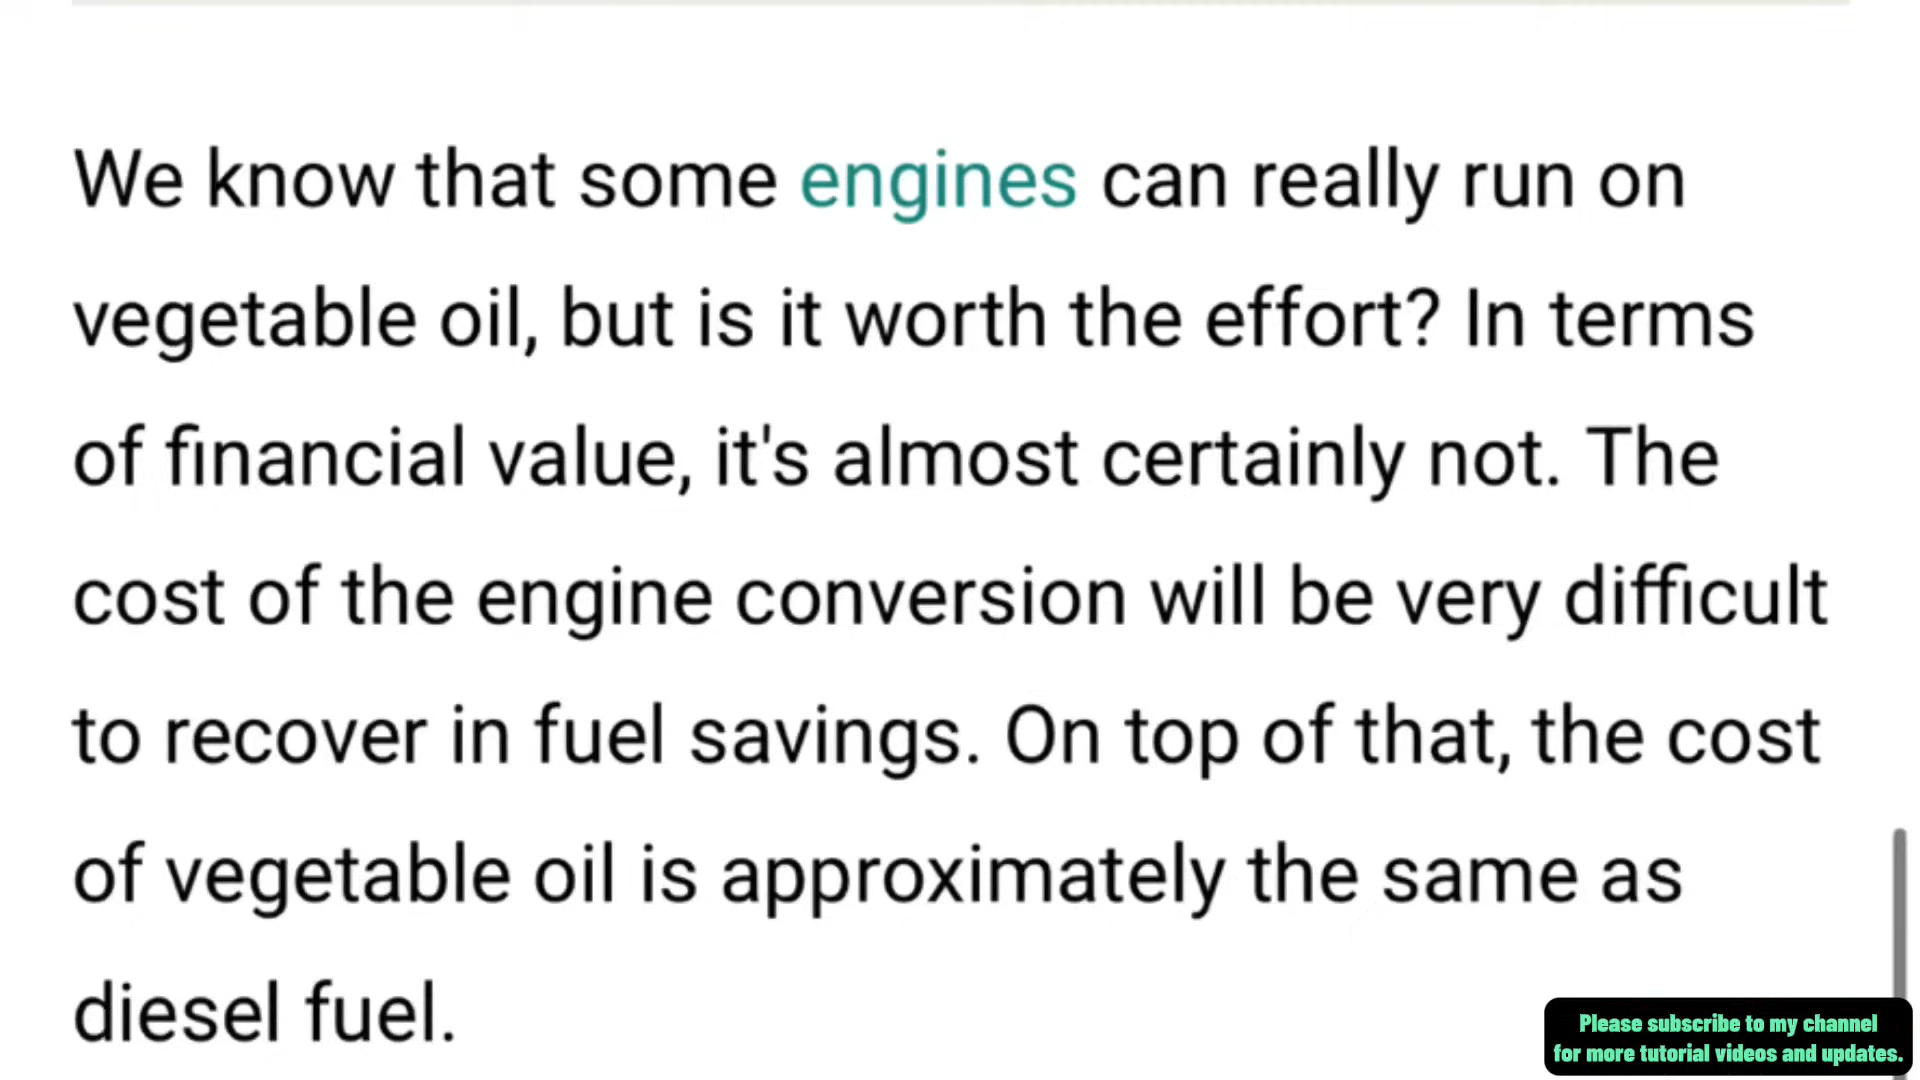 We know that some engines can really run on
vegetable oil, but is it worth the effort? In terms
of financial value, it's almost certainly not. The
cost of the engine conversion will be very difficult
to recover in fuel savings. On top of that, the cost
of vegetable oil is approximately the same as
diesel fuel.
Please subscribe to my channel
for more tutorial videos and updates.